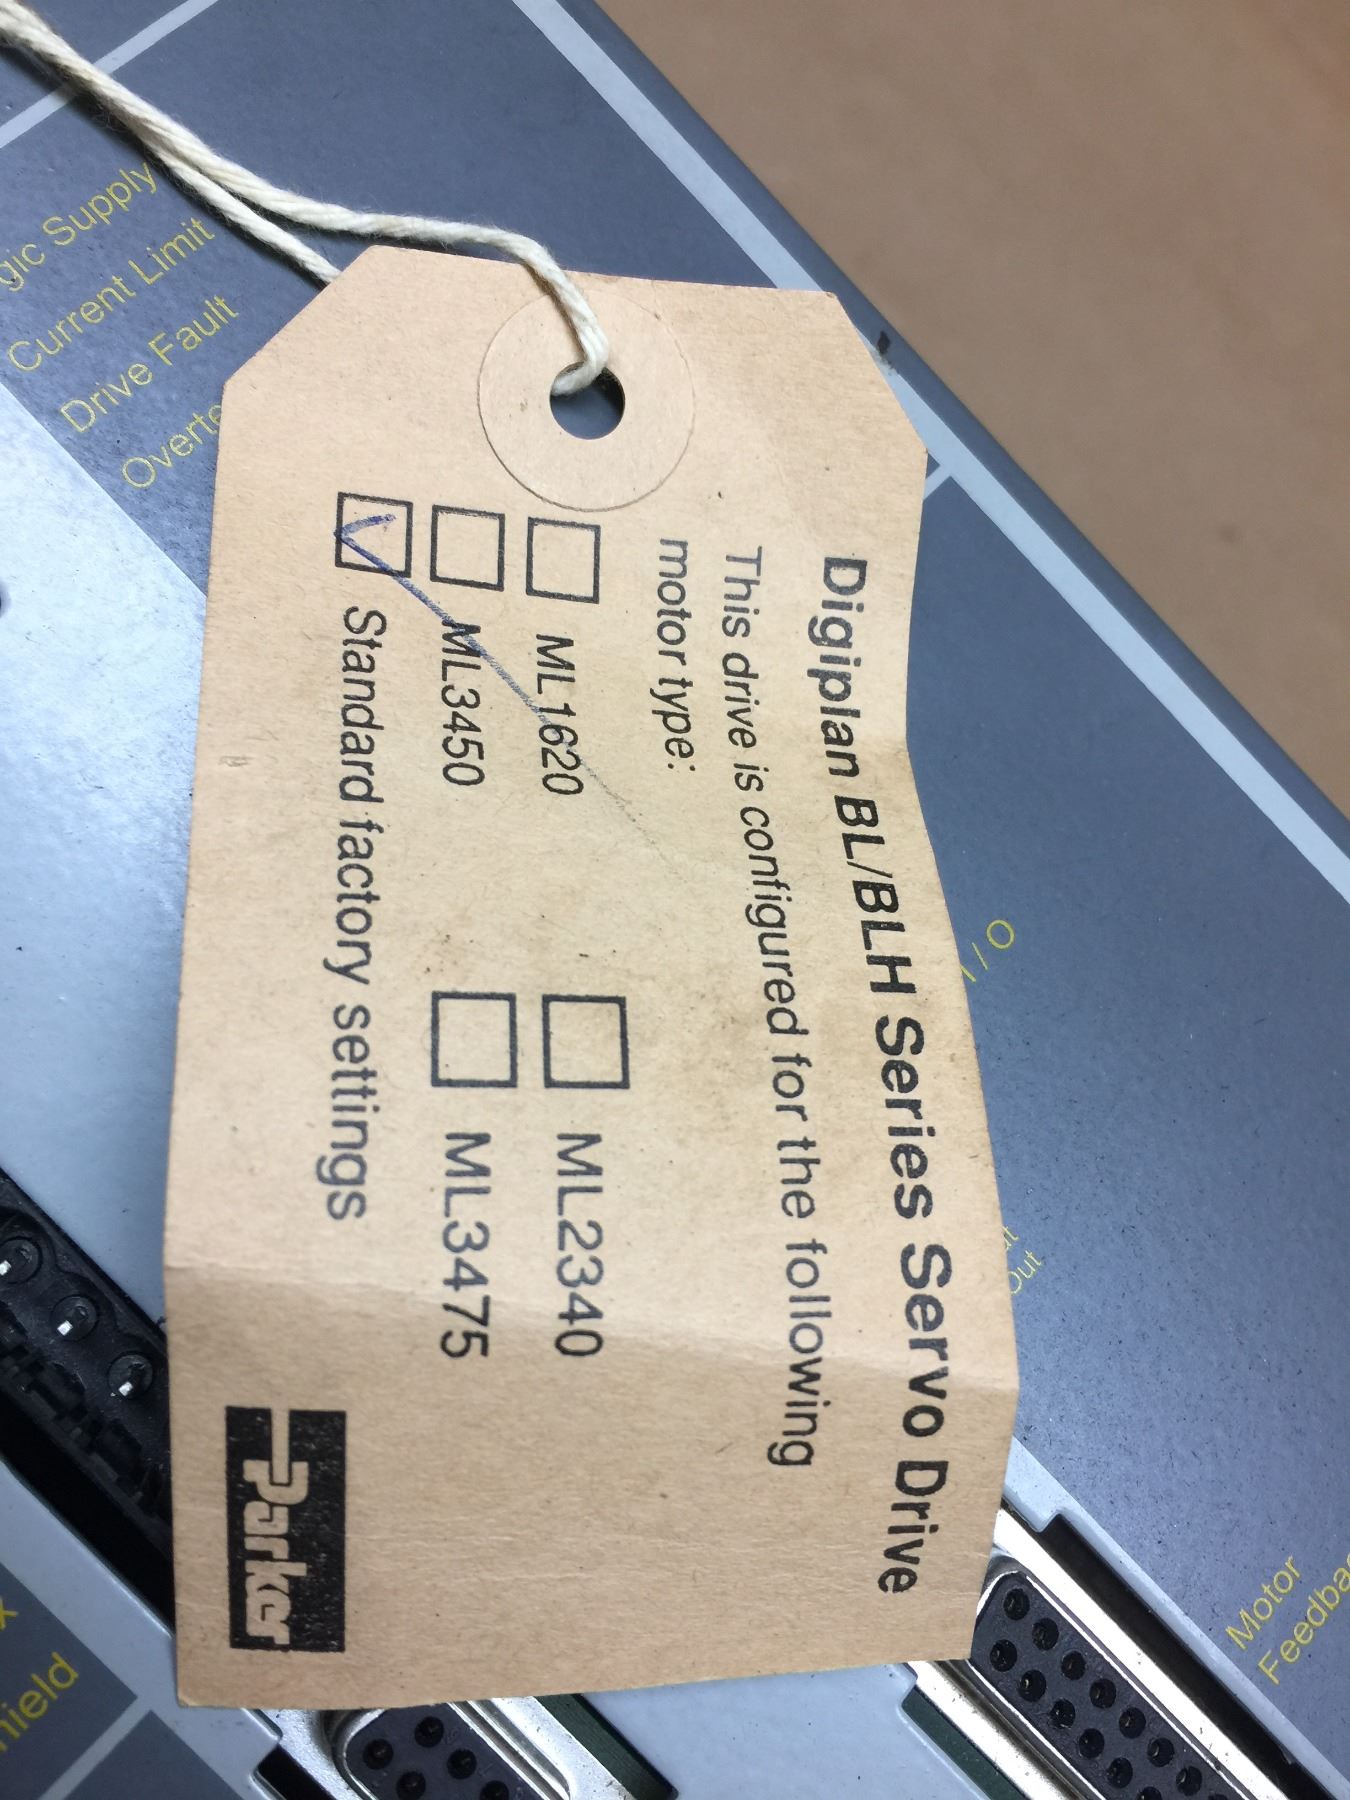 Digiplan BL/BLH Series Servo Drive
This drive is configured for the following
motor type:
ML1620
ML2340
ML3450
ML3475
Standard factory settings
Parker
Supply
Current Limit
Drive Fault
I/O
Out
Motor